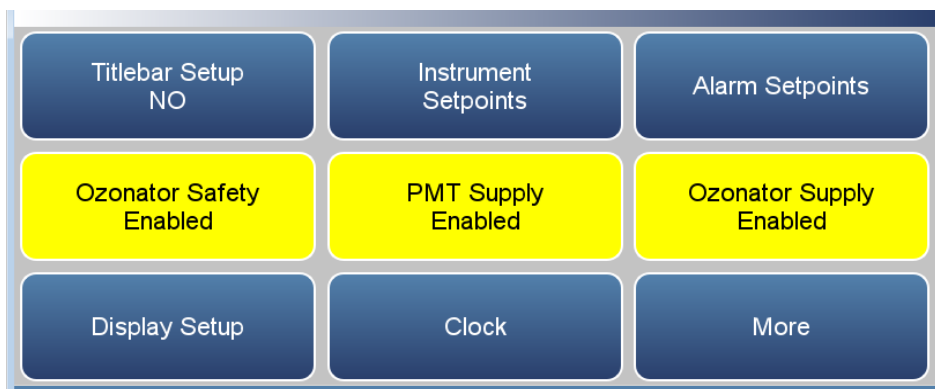 Titlebar Setup
NO
Instrument
Setpoints
Alarm Setpoints
Ozonator Safety
Enabled
PMT Supply
Enabled
Ozonator Supply
Enabled
Display Setup
Clock
More